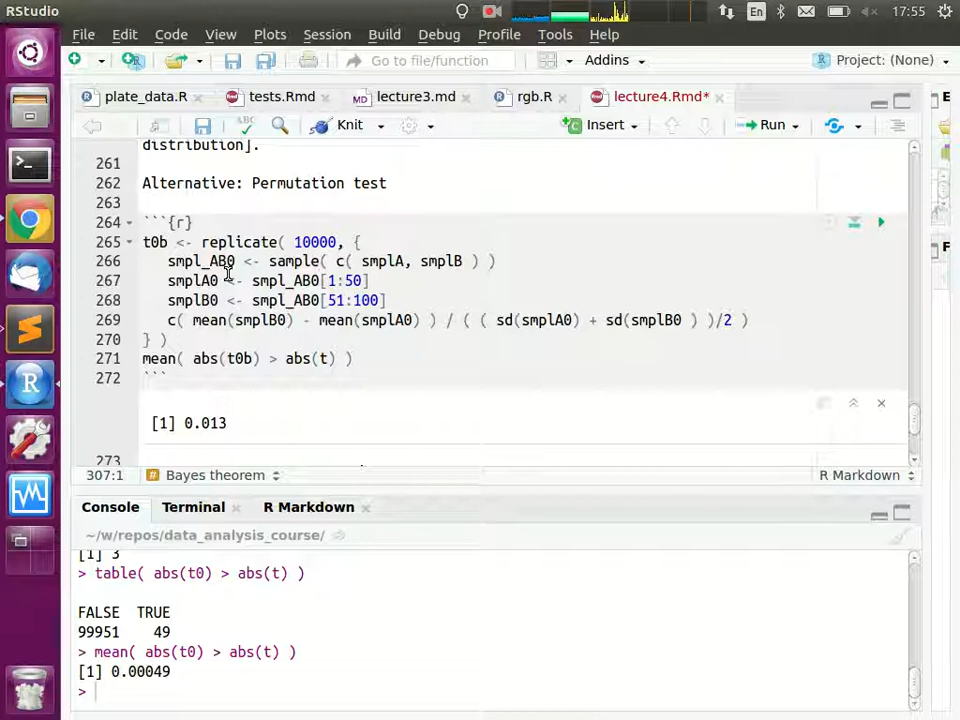 RStudio
En
17:55
File Edit Code View Plots Session Build Debug Profile Tools Help
Go to file/function
Addins
Project: (None)
plate_data.R
tests.Rmd
MD lecture3.md
rgb.R
lecture4.Rmd*
E
ABC
Knit
Insert
Run
distribution].
261
262 Alternative: Permutation test
263
264 ```{r}
265 t0b <- replicate( 10000, {
266 smpl_AB0 <- sample( c( smplA, smplB ) )
267 smplA0 <- smpl_AB0[1:50]
268 smplB0 <- smpl_AB0[51:100]
269 c( mean(smplB0) - mean(smplA0) ) / ( ( sd(smplA0) + sd(smplB0 ) )/2 )
270 } )
271 mean( abs(t0b) > abs(t) )
272 ```
[1] 0.013
273
307:1
# Bayes theorem
R Markdown
Console
Terminal
R Markdown
~/w/repos/data_analysis_course/
[1] 3
> table( abs(t0) > abs(t) )
FALSE TRUE
99951 49
> mean( abs(t0) > abs(t) )
[1] 0.00049
>